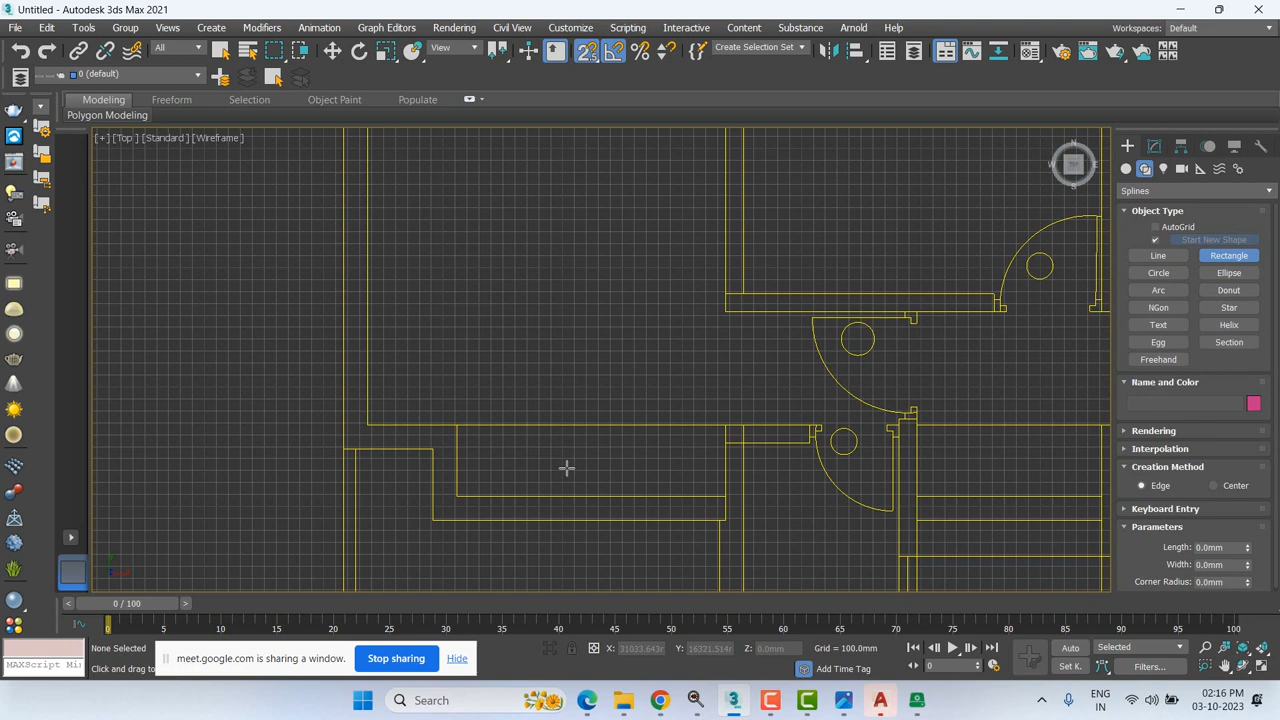 Untitled - Autodesk 3ds Max 2021
File Edit Tools Group Views Create Modifiers Animation Graph Editors Rendering Civil View Customize Scripting Interactive Content Substance Arnold Help Workspaces: Default
All View Create Selection Set
0 (default)
Modeling Freeform Selection Object Paint Populate
Polygon Modeling
[+] [Top ] [Standard ] [Wireframe ]
N
W TOP E
S
Splines
Object Type
AutoGrid
Start New Shape
Line Rectangle
Circle Ellipse
Arc Donut
NGon Star
Text Helix
Egg Section
Freehand
Name and Color
Rendering
Interpolation
Creation Method
Edge Center
Keyboard Entry
Parameters
Length: 0.0mm
Width: 0.0mm
Corner Radius: 0.0mm
< 0 / 100 >
0 5 10 15 20 25 30 35 40 45 50 55 60 65 70 75 80 85 90 95 100
None Selected X: 31033.643m Y: 16321.514m Z: 0.0mm Grid = 100.0mm Auto Selected
MAXScript Mi Click and drag to Add Time Tag 0 Set K. Filters...
meet.google.com is sharing a window. Stop sharing Hide
Search
ENG
IN
02:16 PM
03-10-2023